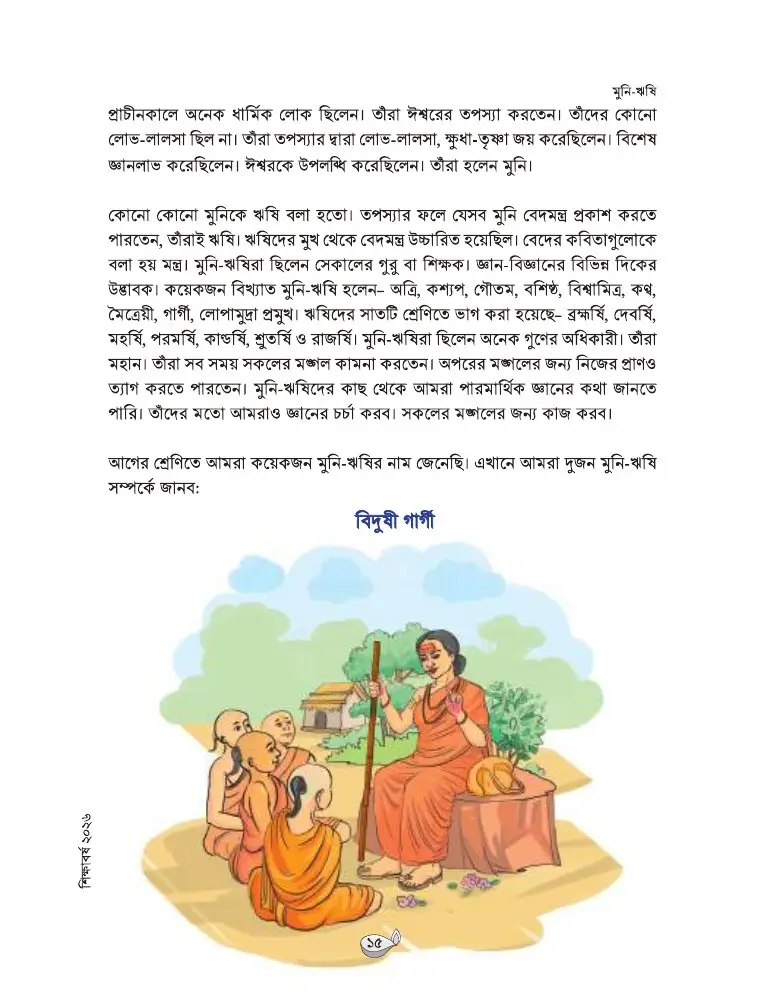 মুনি-ঋষি
প্রাচীনকালে অনেক ধার্মিক লোক ছিলেন। তাঁরা ঈশ্বরের তপস্যা করতেন। তাঁদের কোনো
লোভ-লালসা ছিল না। তাঁরা তপস্যার দ্বারা লোভ-লালসা, ক্ষুধা-তৃষ্ণা জয় করেছিলেন। বিশেষ
জ্ঞানলাভ করেছিলেন। ঈশ্বরকে উপলব্ধি করেছিলেন। তাঁরা হলেন মুনি।
কোনো কোনো মুনিকে ঋষি বলা হতো। তপস্যার ফলে যেসব মুনি বেদমন্ত্র প্রকাশ করতে
পারতেন, তাঁরাই ঋষি। ঋষিদের মুখ থেকে বেদমন্ত্র উচ্চারিত হয়েছিল। বেদের কবিতাগুলোকে
বলা হয় মন্ত্র। মুনি-ঋষিরা ছিলেন সেকালের গুরু বা শিক্ষক। জ্ঞান-বিজ্ঞানের বিভিন্ন দিকের
উদ্ভাবক। কয়েকজন বিখ্যাত মুনি-ঋষি হলেন– অত্রি, কশ্যপ, গৌতম, বশিষ্ঠ, বিশ্বামিত্র, কণ্ব,
মৈত্রেয়ী, গার্গী, লোপামুদ্রা প্রমুখ। ঋষিদের সাতটি শ্রেণিতে ভাগ করা হয়েছে– ব্রহ্মর্ষি, দেবর্ষি,
মহর্ষি, পরমর্ষি, কাণ্ডর্ষি, শ্রুতর্ষি ও রাজর্ষি। মুনি-ঋষিরা ছিলেন অনেক গুণের অধিকারী। তাঁরা
মহান। তাঁরা সব সময় সকলের মঙ্গল কামনা করতেন। অপরের মঙ্গলের জন্য নিজের প্রাণও
ত্যাগ করতে পারতেন। মুনি-ঋষিদের কাছ থেকে আমরা পারমার্থিক জ্ঞানের কথা জানতে
পারি। তাঁদের মতো আমরাও জ্ঞানের চর্চা করব। সকলের মঙ্গলের জন্য কাজ করব।
আগের শ্রেণিতে আমরা কয়েকজন মুনি-ঋষির নাম জেনেছি। এখানে আমরা দুজন মুনি-ঋষি
সম্পর্কে জানব:
বিদুষী গার্গী
শিক্ষাবর্ষ ২০২৬
১৫